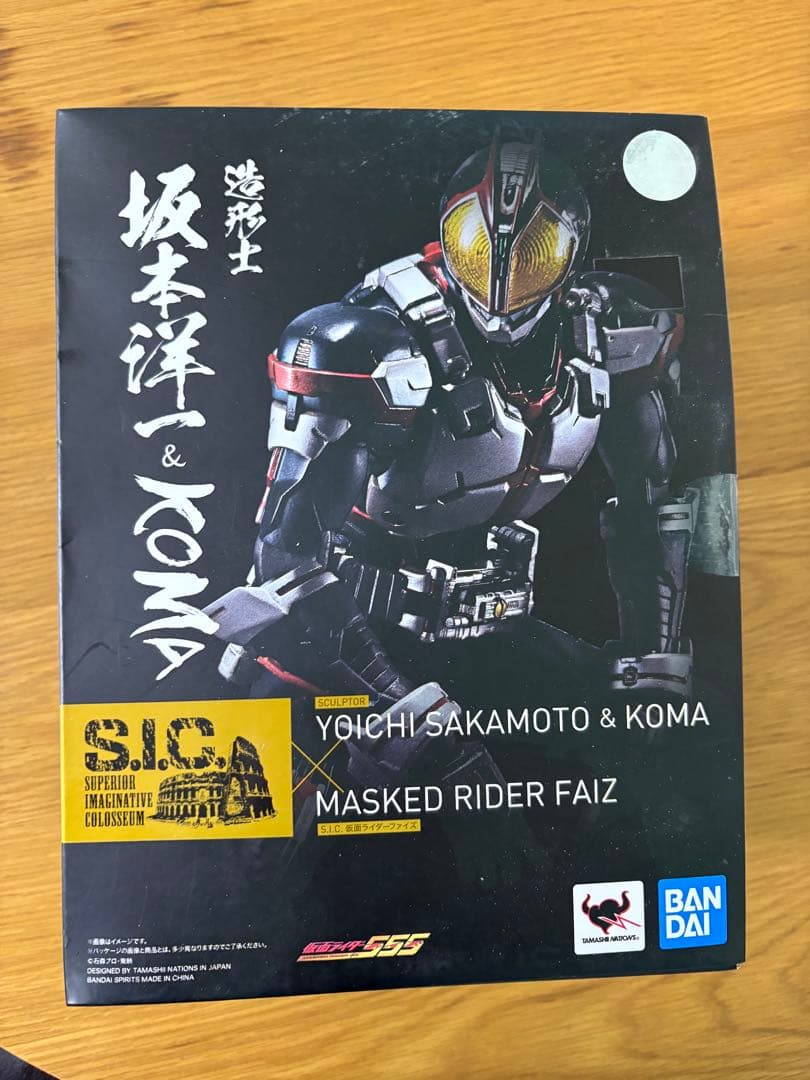 造形士
坂本洋一
&
KOMA
S.I.C.
SUPERIOR
IMAGINATIVE
COLOSSEUM
SCULPTOR
YOICHI SAKAMOTO & KOMA
×
MASKED RIDER FAIZ
S.I.C. 仮面ライダーファイズ
※画像はイメージです。
※パッケージの画像と商品とは、多少異なりますのでご了承ください。
©石森プロ・東映
DESIGNED BY TAMASHII NATIONS IN JAPAN
BANDAI SPIRITS MADE IN CHINA
仮面ライダー555
TAMASHII NATIONS
BAN
DAI